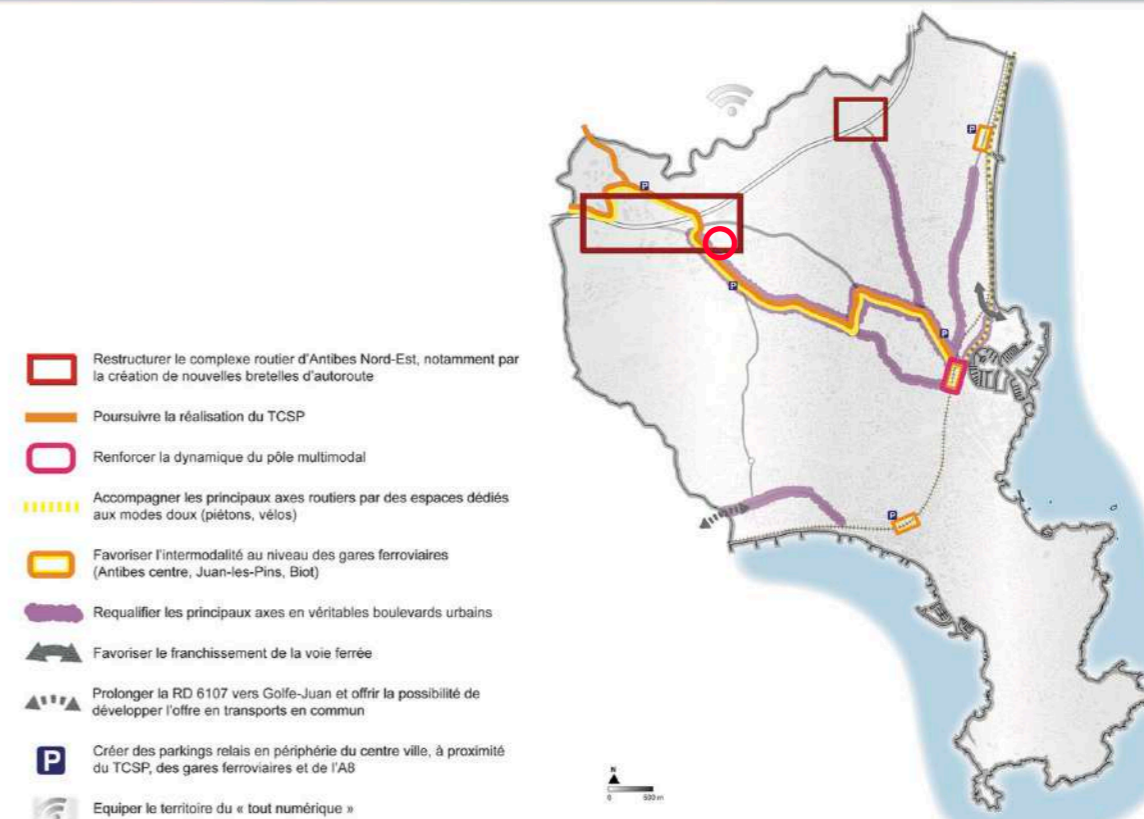 Restructurer le complexe routier d'Antibes Nord-Est, notamment par
la création de nouvelles bretelles d'autoroute
Poursuivre la réalisation du TCSP
Renforcer la dynamique du pôle multimodal
Accompagner les principaux axes routiers par des espaces dédiés
aux modes doux (piétons, vélos)
Favoriser l'intermodalité au niveau des gares ferroviaires
(Antibes centre, Juan-les-Pins, Biot)
Requalifier les principaux axes en véritables boulevards urbains
Favoriser le franchissement de la voie ferrée
Prolonger la RD 6107 vers Golfe-Juan et offrir la possibilité de
développer l'offre en transports en commun
P
Créer des parkings relais en périphérie du centre ville, à proximité
du TCSP, des gares ferroviaires et de l'A8
Equiper le territoire du « tout numérique »
P
P
P
P
P
N
0 500 m